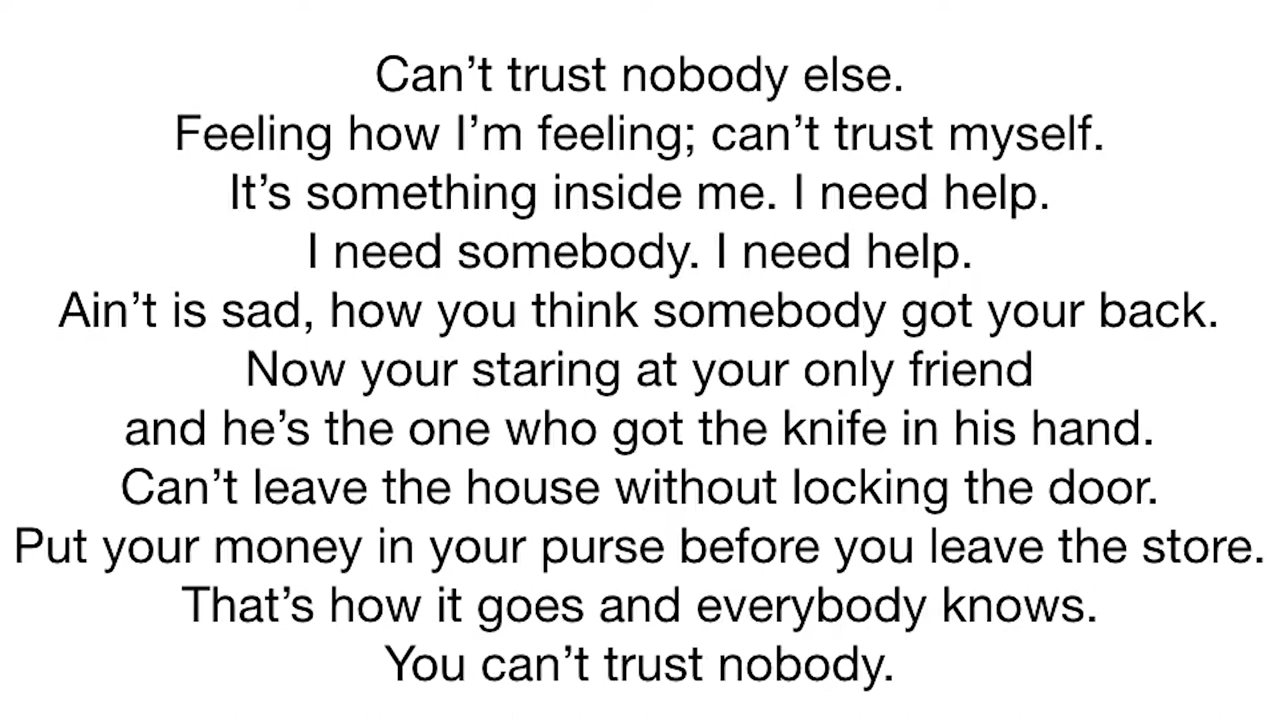 Can’t trust nobody else.
Feeling how I’m feeling; can’t trust myself.
It’s something inside me. I need help.
I need somebody. I need help.
Ain’t is sad, how you think somebody got your back.
Now your staring at your only friend
and he’s the one who got the knife in his hand.
Can’t leave the house without locking the door.
Put your money in your purse before you leave the store.
That’s how it goes and everybody knows.
You can’t trust nobody.